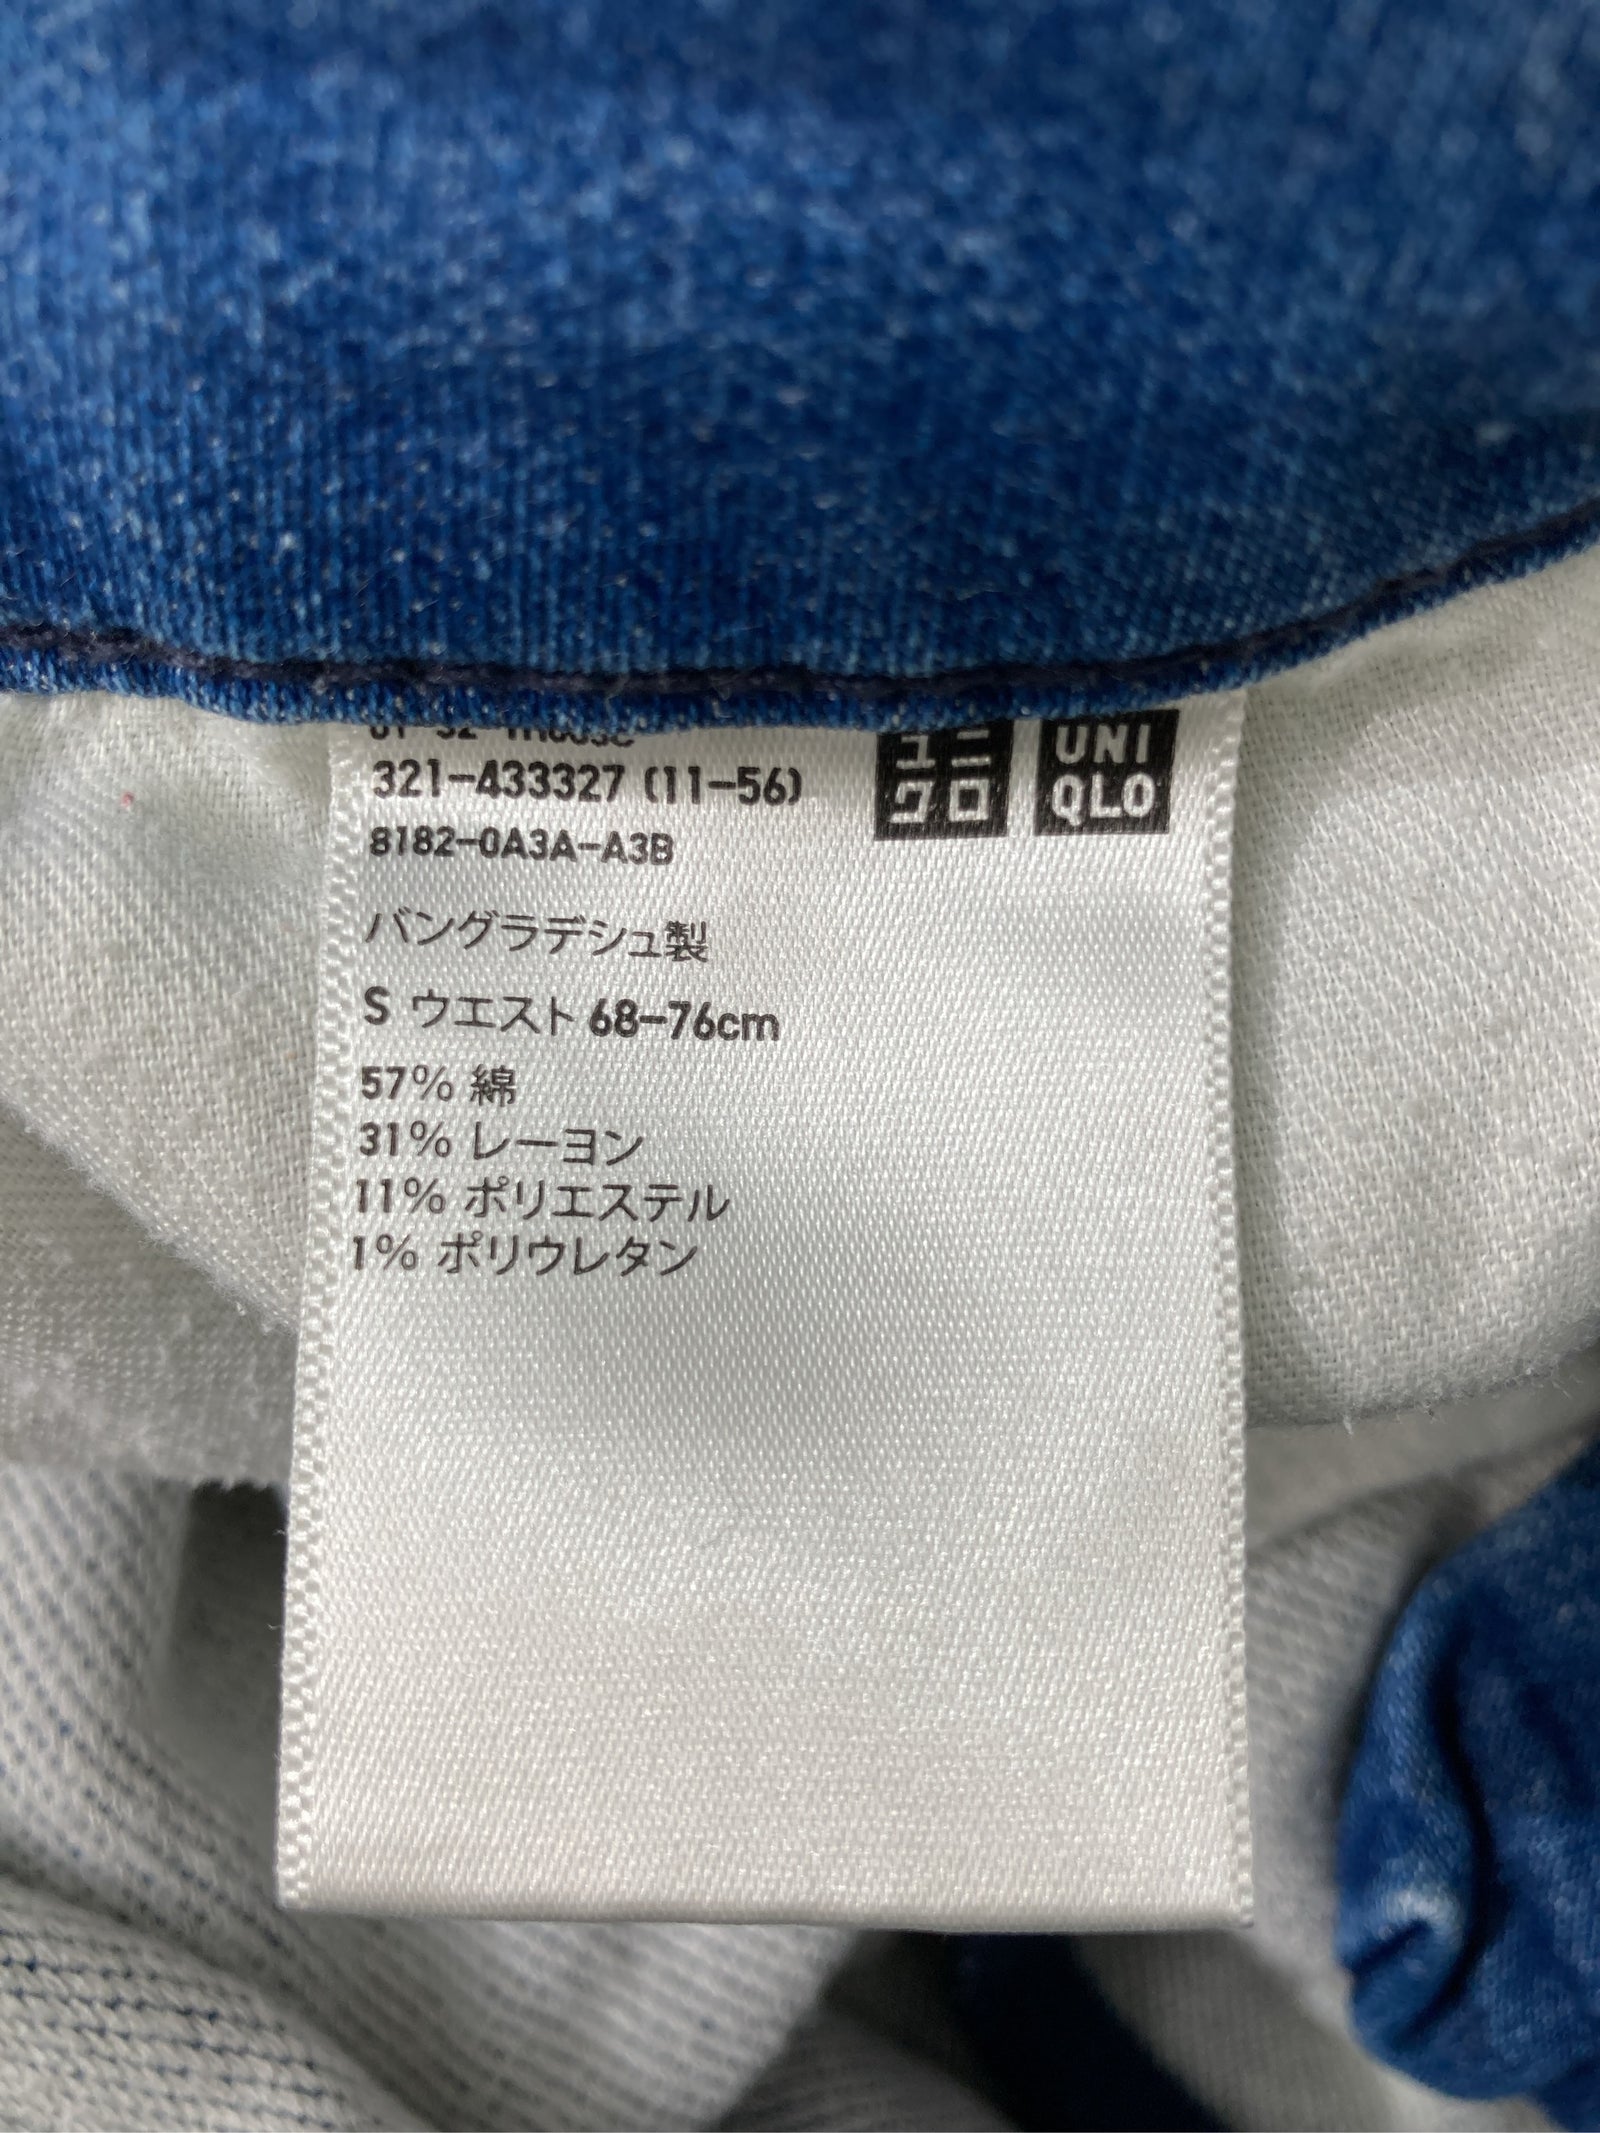 321-433327 (11-56)
8182-0A3A-A3B
ユニ
クロ
UNI
QLO
バングラデシュ製
S ウエスト 68-76cm
57% 綿
31% レーヨン
11% ポリエステル
1% ポリウレタン